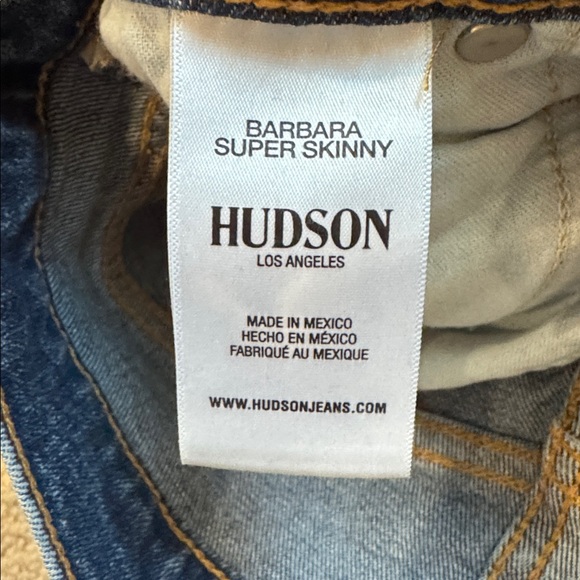 BARBARA
SUPER SKINNY
HUDSON
LOS ANGELES
MADE IN MEXICO
HECHO EN MÉXICO
FABRIQUÉ AU MEXIQUE
WWW.HUDSONJEANS.COM